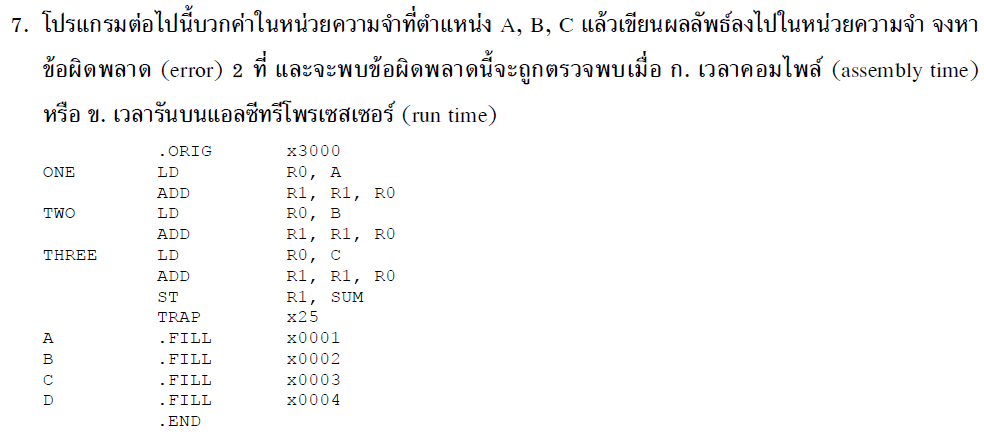 7. โปรแกรมต่อไปนี้บวกค่าในหน่วยความจำที่ตำแหน่ง A, B, C แล้วเขียนผลลัพธ์ลงไปในหน่วยความจำ จงหา
ข้อผิดพลาด (error) 2 ที่ และจะพบข้อผิดพลาดนี้จะถูกตรวจพบเมื่อ ก. เวลาคอมไพล์ (assembly time)
หรือ ข. เวลารันบนแอลซีทรีโพรเซสเซอร์ (run time)
.ORIG x3000
ONE LD R0, A
ADD R1, R1, R0
TWO LD R0, B
ADD R1, R1, R0
THREE LD R0, C
ADD R1, R1, R0
ST R1, SUM
TRAP x25
A .FILL x0001
B .FILL x0002
C .FILL x0003
D .FILL x0004
.END